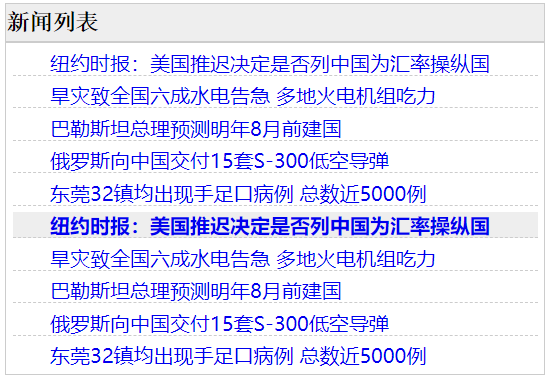 新闻列表
纽约时报：美国推迟决定是否列中国为汇率操纵国
旱灾致全国六成水电告急 多地火电机组吃力
巴勒斯坦总理预测明年8月前建国
俄罗斯向中国交付15套S-300低空导弹
东莞32镇均出现手足口病例 总数近5000例
纽约时报：美国推迟决定是否列中国为汇率操纵国
旱灾致全国六成水电告急 多地火电机组吃力
巴勒斯坦总理预测明年8月前建国
俄罗斯向中国交付15套S-300低空导弹
东莞32镇均出现手足口病例 总数近5000例